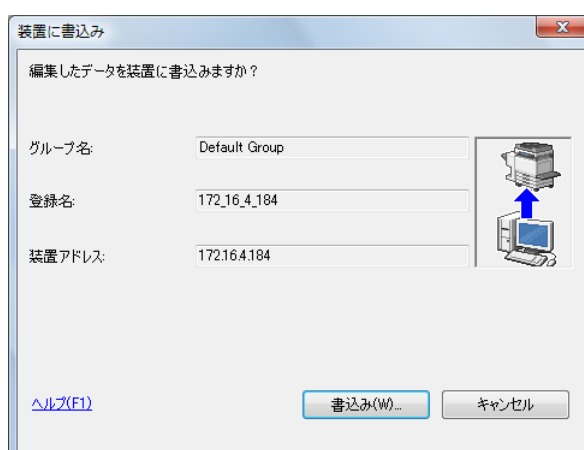 装置に書込み
編集したデータを装置に書込みますか？
グループ名: Default Group
登録名: 172_16_4_184
装置アドレス: 172.16.4.184
ヘルプ(F1) 書込み(W)... キャンセル